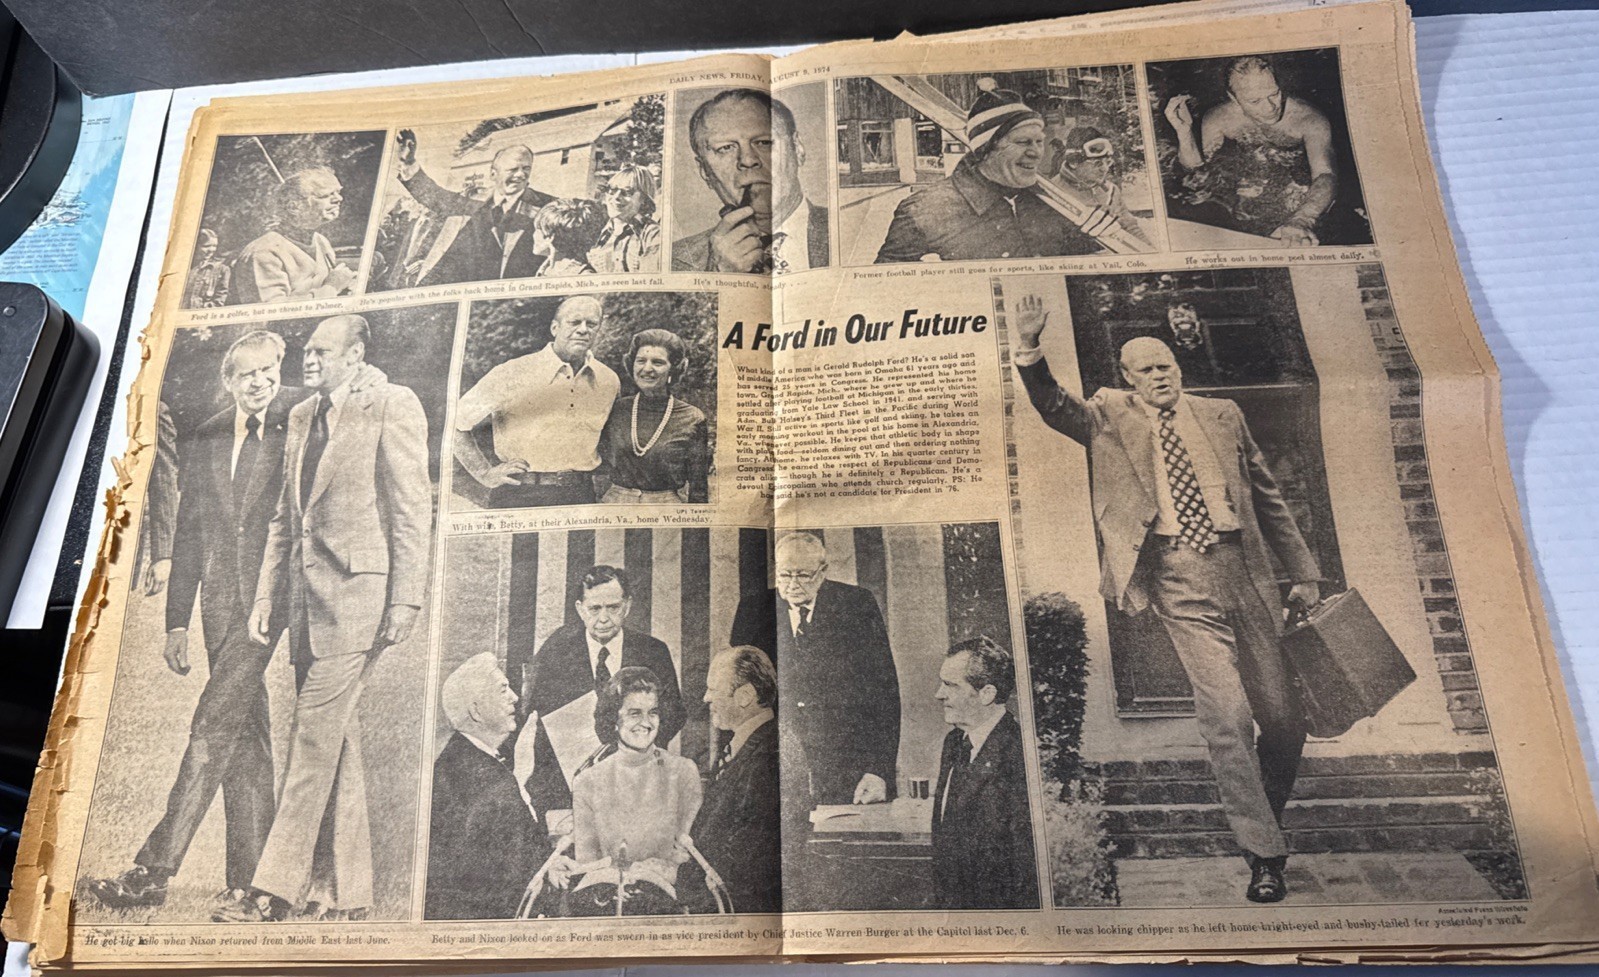 DAILY NEWS, FRIDAY, AUGUST 9, 1974
Ford is a golfer, but no threat to Palmer.
He's popular with the folks back home in Grand Rapids, Mich., as seen last fall.
He's thoughtful, steady
Former football player still goes for sports, like skiing at Vail, Colo.
He works out in home pool almost daily.
A Ford in Our Future
What kind of a man is Gerald Rudolph Ford? He's a solid son
of middle America who was born in Omaha 61 years ago and
has served 25 years in Congress. He represented his home
town, Grand Rapids, Mich., where he grew up and where he
settled after playing football at Michigan in the early thirties,
graduating from Yale Law School in 1941, and serving with
Adm. Bull Halsey's Third Fleet in the Pacific during World
War II. Still active in sports like golf and skiing, he takes an
early morning workout in the pool at his home in Alexandria,
Va., whenever possible. He keeps that athletic body in shape
with plain food—seldom dining out and then ordering nothing
fancy. At home, he relaxes with TV. In his quarter century in
Congress he earned the respect of Republicans and Demo-
crats alike—though he is definitely a Republican. He's a
devout Episcopalian who attends church regularly. PS: He
has said he's not a candidate for President in '76.
UPI
With wife, Betty, at their Alexandria, Va., home Wednesday.
He got big hello when Nixon returned from Middle East last June.
Betty and Nixon looked on as Ford was sworn in as vice president by Chief Justice Warren Burger at the Capitol last Dec. 6.
Associated Press
He was looking chipper as he left home bright-eyed and bushy-tailed for yesterday's work.